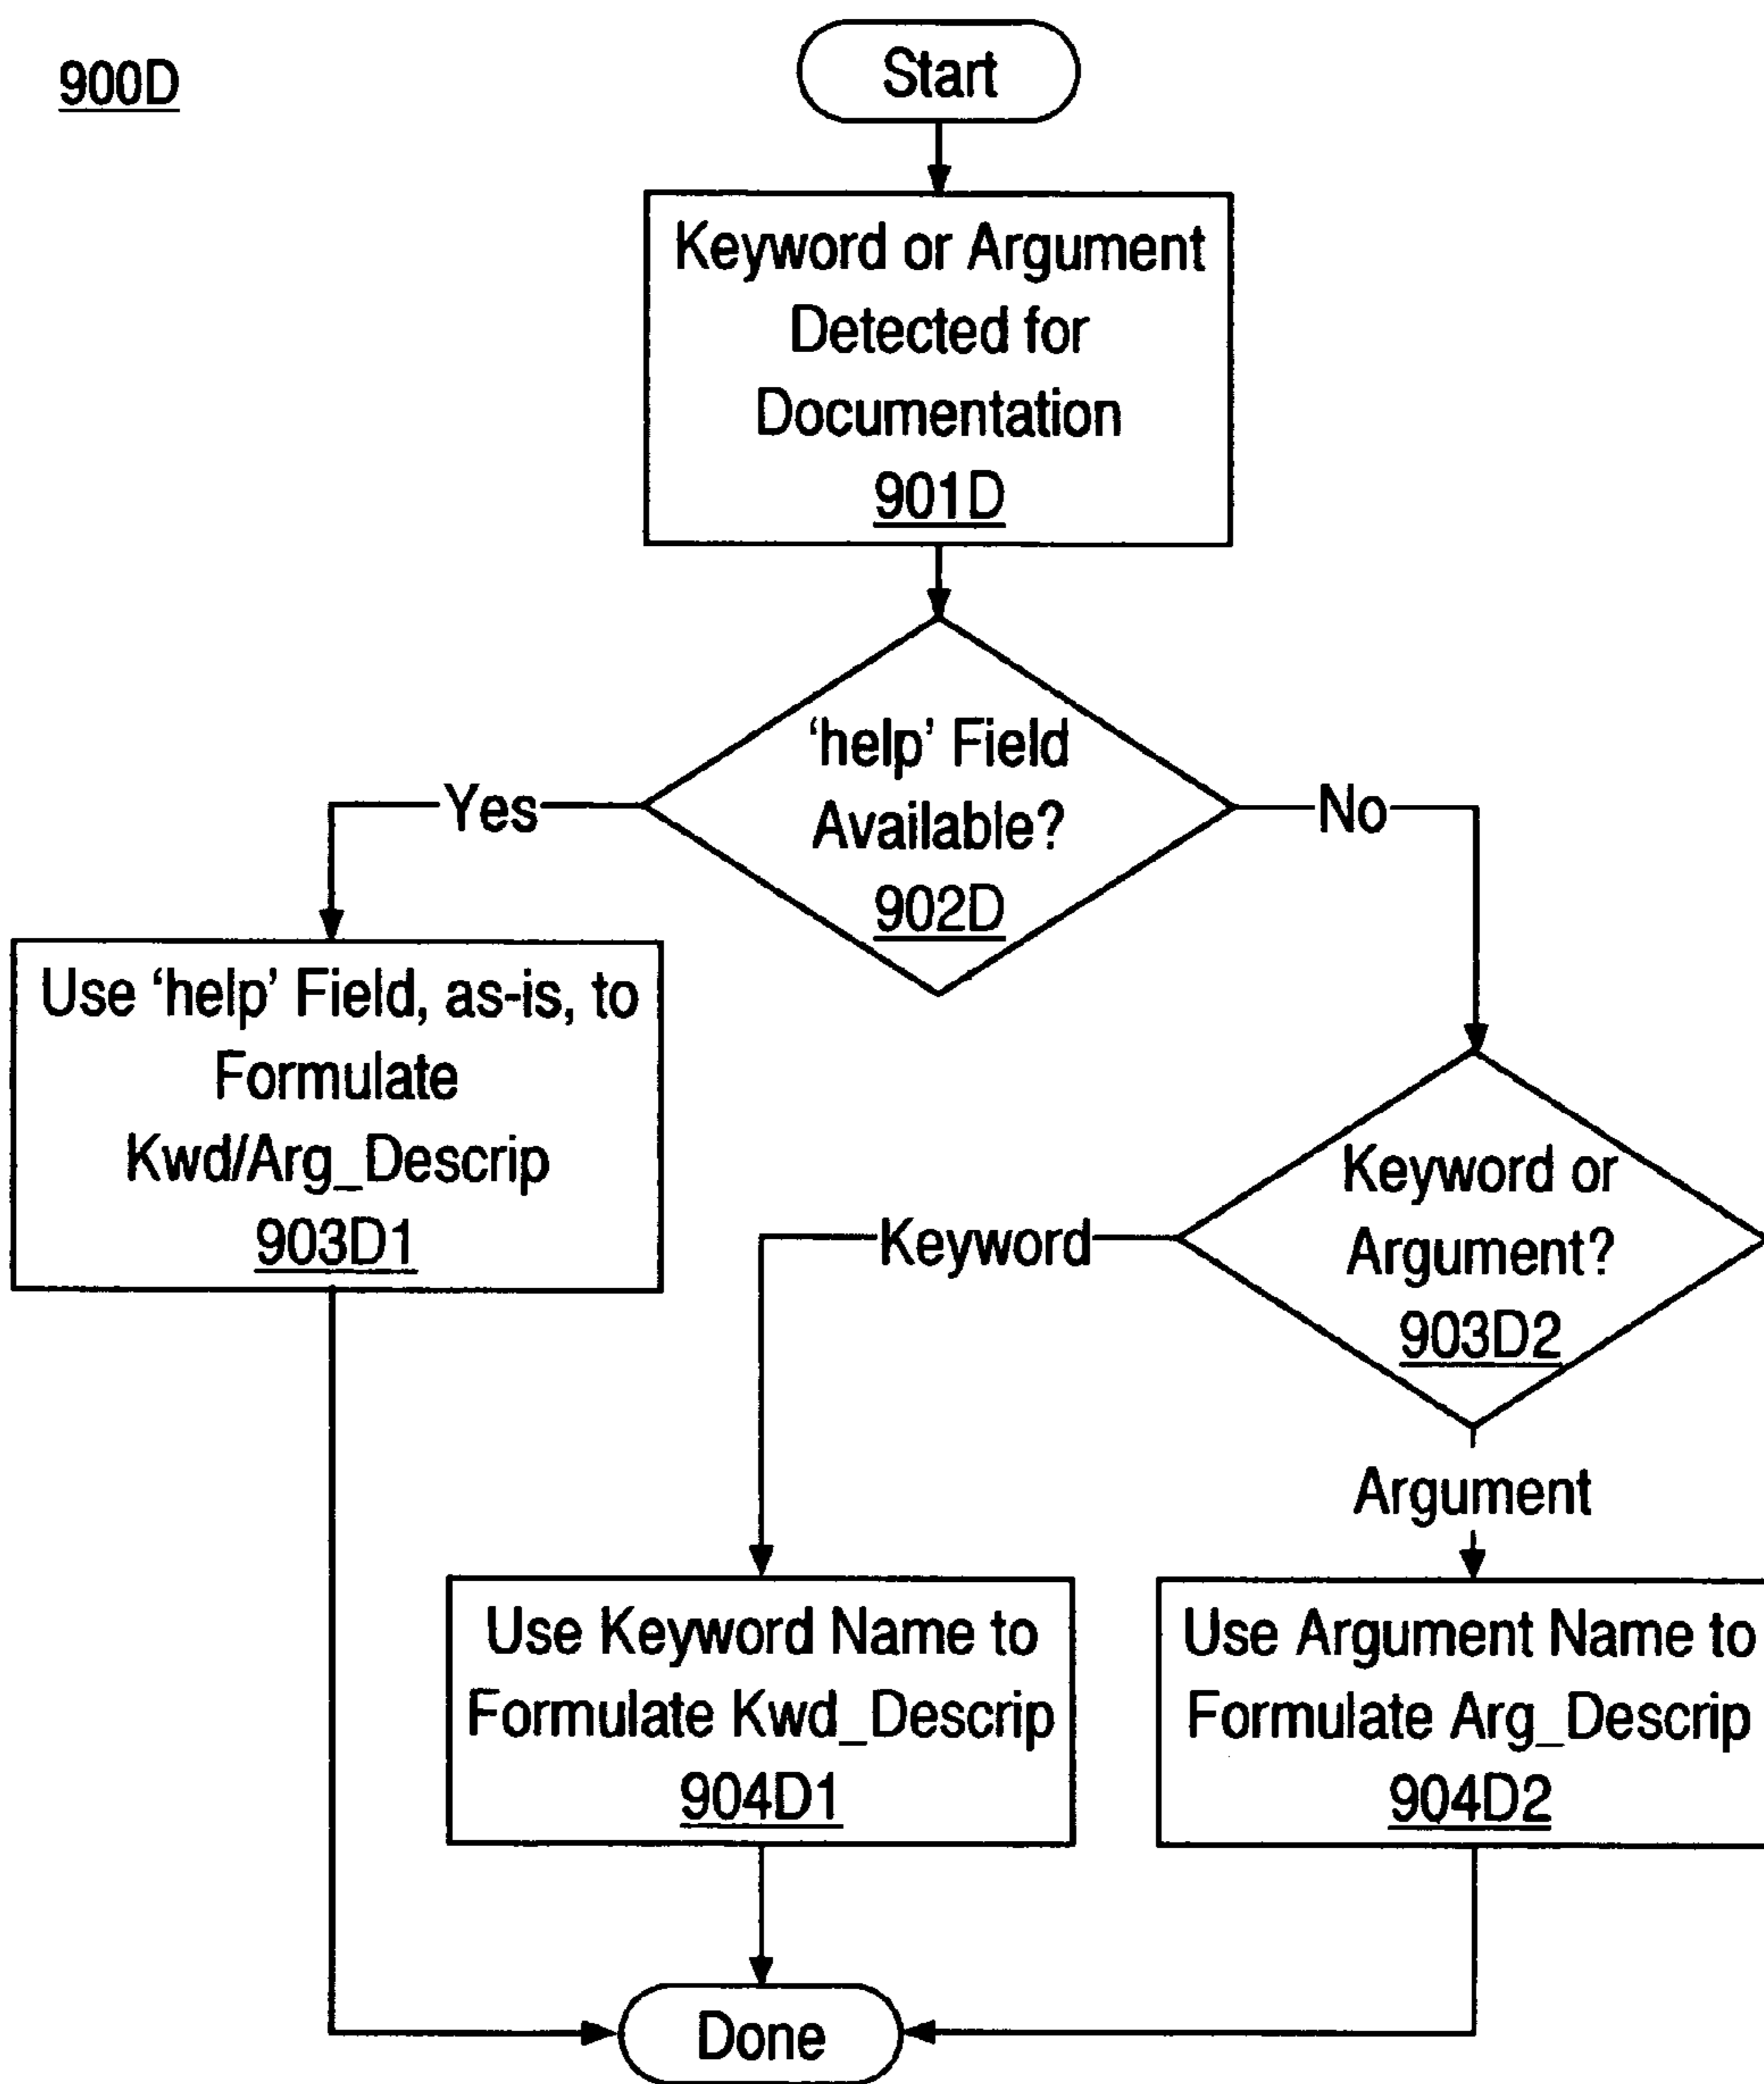 900D
Start
Keyword or Argument
Detected for
Documentation
901D
‘help’ Field
Available?
902D
Yes
No
Use ‘help’ Field, as-is, to
Formulate
Kwd/Arg_Descrip
903D1
Keyword or
Argument?
903D2
Keyword
Argument
Use Keyword Name to
Formulate Kwd_Descrip
904D1
Use Argument Name to
Formulate Arg_Descrip
904D2
Done